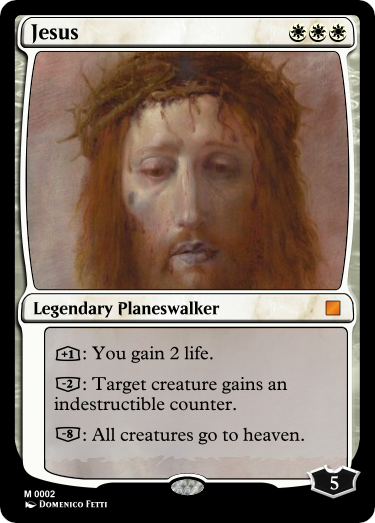 Jesus
Legendary Planeswalker
+1: You gain 2 life.
-2: Target creature gains an
indestructible counter.
-8: All creatures go to heaven.
5
M 0002
Domenico Fetti